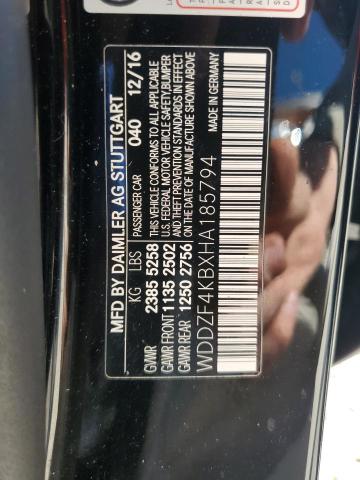 MFD BY DAIMLER AG STUTTGART
KG LBS PASSENGER CAR 040 12/16
GVWR 2385 5258 THIS VEHICLE CONFORMS TO ALL APPLICABLE
GAWR FRONT 1135 2502 U.S. FEDERAL MOTOR VEHICLE SAFETY, BUMPER
GAWR REAR 1250 2756 AND THEFT PREVENTION STANDARDS IN EFFECT
ON THE DATE OF MANUFACTURE SHOWN ABOVE
MADE IN GERMANY
WDDZF4KBXHA185794